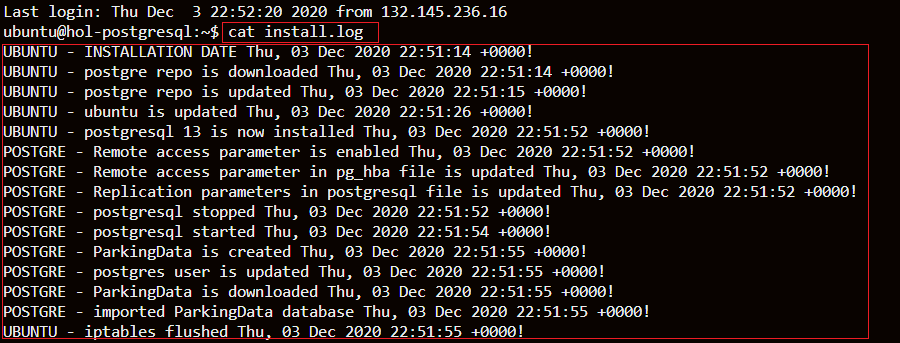 Last login: Thu Dec  3 22:52:20 2020 from 132.145.236.16
ubuntu@hol-postgresql:~$ cat install.log
UBUNTU - INSTALLATION DATE Thu, 03 Dec 2020 22:51:14 +0000!
UBUNTU - postgre repo is downloaded Thu, 03 Dec 2020 22:51:14 +0000!
UBUNTU - postgre repo is updated Thu, 03 Dec 2020 22:51:15 +0000!
UBUNTU - ubuntu is updated Thu, 03 Dec 2020 22:51:26 +0000!
UBUNTU - postgresql 13 is now installed Thu, 03 Dec 2020 22:51:52 +0000!
POSTGRE - Remote access parameter is enabled Thu, 03 Dec 2020 22:51:52 +0000!
POSTGRE - Remote access parameter in pg_hba file is updated Thu, 03 Dec 2020 22:51:52 +0000!
POSTGRE - Replication parameters in postgresql file is updated Thu, 03 Dec 2020 22:51:52 +0000!
POSTGRE - postgresql stopped Thu, 03 Dec 2020 22:51:52 +0000!
POSTGRE - postgresql started Thu, 03 Dec 2020 22:51:54 +0000!
POSTGRE - ParkingData is created Thu, 03 Dec 2020 22:51:55 +0000!
POSTGRE - postgres user is updated Thu, 03 Dec 2020 22:51:55 +0000!
POSTGRE - ParkingData is downloaded Thu, 03 Dec 2020 22:51:55 +0000!
POSTGRE - imported ParkingData database Thu, 03 Dec 2020 22:51:55 +0000!
UBUNTU - iptables flushed Thu, 03 Dec 2020 22:51:55 +0000!